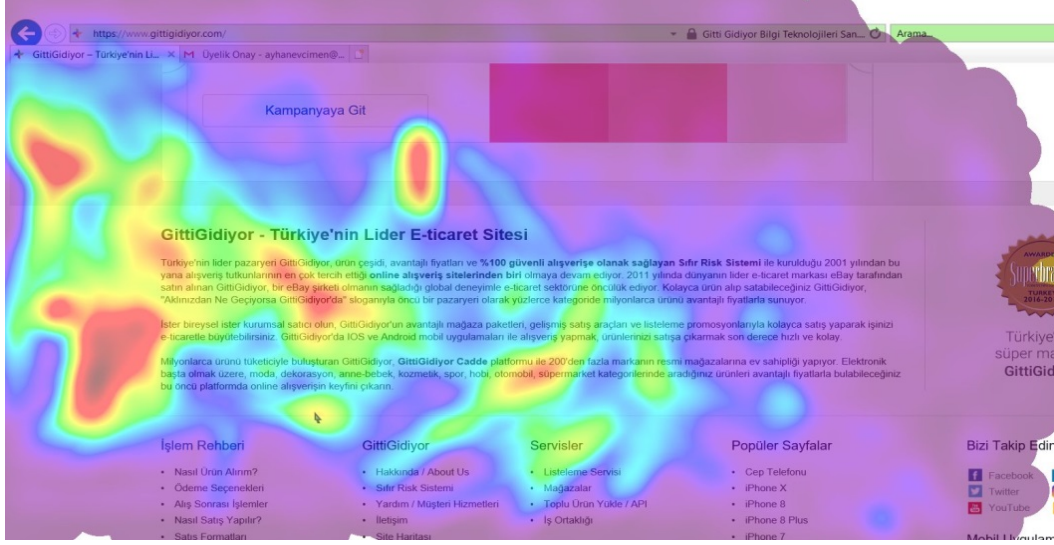 https://www.gittigidiyor.com/
Gitti Gidiyor Bilgi Teknolojileri San...
Arama...
GittiGidiyor – Türkiye'nin Li...
Üyelik Onay - ayhanevcimen@...
Kampanyaya Git
GittiGidiyor - Türkiye'nin Lider E-ticaret Sitesi
Türkiye'nin lider pazaryeri GittiGidiyor, ürün çeşidi, avantajlı fiyatları ve %100 güvenli alışverişe olanak sağlayan Sıfır Risk Sistemi ile kurulduğu 2001 yılından bu
yana alışveriş tutkunlarının en çok tercih ettiği online alışveriş sitelerinden biri olmaya devam ediyor. 2011 yılında dünyanın lider e-ticaret markası eBay tarafından
satın alınan GittiGidiyor, bir eBay şirketi olmanın sağladığı global deneyimle e-ticaret sektörüne öncülük ediyor. Kolayca ürün alıp satabileceğiniz GittiGidiyor,
"Aklınızdan Ne Geçiyorsa GittiGidiyor'da" sloganıyla öncü bir pazaryeri olarak yüzlerce kategoride milyonlarca ürünü avantajlı fiyatlarla sunuyor.
İster bireysel ister kurumsal satıcı olun, GittiGidiyor'un avantajlı mağaza paketleri, gelişmiş satış araçları ve listeleme promosyonlarıyla kolayca satış yaparak işinizi
e-ticaretle büyütebilirsiniz. GittiGidiyor'da IOS ve Android mobil uygulamaları ile alışveriş yapmak, ürünlerinizi satışa çıkarmak son derece hızlı ve kolay.
Milyonlarca ürünü tüketiciyle buluşturan GittiGidiyor, GittiGidiyor Cadde platformu ile 200'den fazla markanın resmi mağazalarına ev sahipliği yapıyor. Elektronik
başta olmak üzere, moda, dekorasyon, anne-bebek, kozmetik, spor, hobi, otomobil, süpermarket kategorilerinde aradığınız ürünleri avantajlı fiyatlarla bulabileceğiniz
bu öncü platformda online alışverişin keyfini çıkarın.
Türkiye
süper ma
GittiGid
İşlem Rehberi
Nasıl Ürün Alırım?
Ödeme Seçenekleri
Alış Sonrası İşlemler
Nasıl Satış Yapılır?
Satış Formatları
GittiGidiyor
Hakkında / About Us
Sıfır Risk Sistemi
Yardım / Müşteri Hizmetleri
İletişim
Site Haritası
Servisler
Listeleme Servisi
Mağazalar
Toplu Ürün Yükle / API
İş Ortaklığı
Popüler Sayfalar
Cep Telefonu
iPhone X
iPhone 8
iPhone 8 Plus
iPhone 7
Bizi Takip Edin
Facebook
Twitter
YouTube
Mobil Uygulam